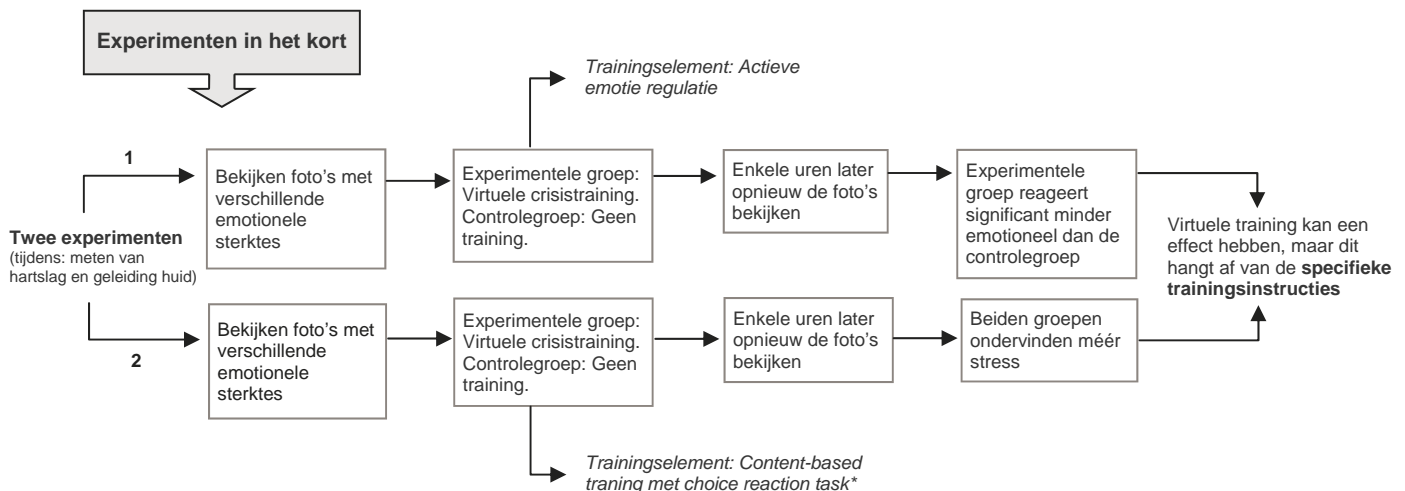 Experimenten in het kort
Trainingselement: Actieve
emotie regulatie
1
Bekijken foto's met
verschillende
emotionele
sterktes
Experimentele groep:
Virtuele crisistraining.
Controlegroep: Geen
training.
Enkele uren later
opnieuw de foto's
bekijken
Experimentele
groep reageert
significant minder
emotioneel dan de
controlegroep
Twee experimenten
(tijdens: meten van
hartslag en geleiding huid)
Virtuele training kan een
effect hebben, maar dit
hangt af van de specifieke
trainingsinstructies
2
Bekijken foto's met
verschillende
emotionele
sterktes
Experimentele groep:
Virtuele crisistraining.
Controlegroep: Geen
training.
Enkele uren later
opnieuw de foto's
bekijken
Beiden groepen
ondervinden méér
stress
Trainingselement: Content-based
traning met choice reaction task*